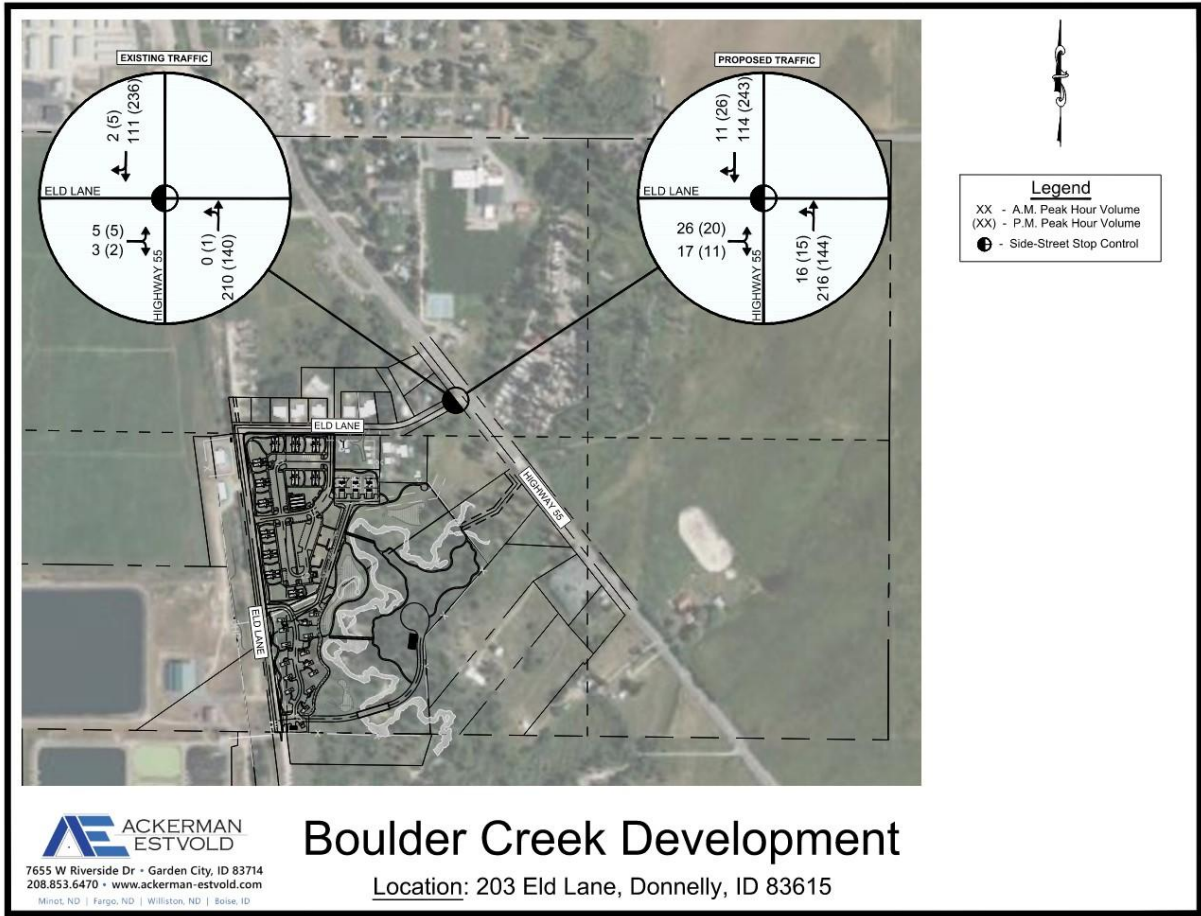 EXISTING TRAFFIC
2 (5)
111 (236)
ELD LANE
5 (5)
3 (2)
HIGHWAY 55
0 (1)
210 (140)
PROPOSED TRAFFIC
11 (26)
114 (243)
ELD LANE
26 (20)
17 (11)
HIGHWAY 55
16 (15)
216 (144)
Legend
XX - A.M. Peak Hour Volume
(XX) - P.M. Peak Hour Volume
- Side-Street Stop Control
ELD LANE
HIGHWAY 55
ELD LANE
AE ACKERMAN
ESTVOLD
7655 W Riverside Dr • Garden City, ID 83714
208.853.6470 • www.ackerman-estvold.com
Minot, ND | Fargo, ND | Williston, ND | Boise, ID
Boulder Creek Development
Location: 203 Eld Lane, Donnelly, ID 83615